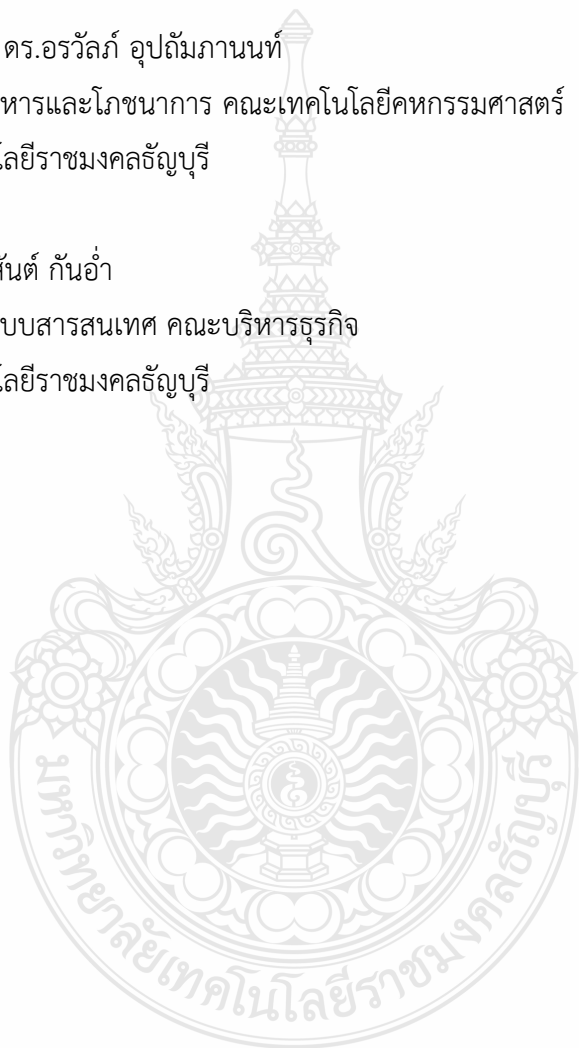 ดร.อรวัลภ์ อุปถัมภานนท์
หารและโภชนาการ คณะเทคโนโลยีคหกรรมศาสตร์
โลยีราชมงคลธัญบุรี
สันต์ กันอ่ำ
บบสารสนเทศ คณะบริหารธุรกิจ
โลยีราชมงคลธัญบุรี
มหาวิทยาลัยเทคโนโลยีราชมงคลธัญบุรี